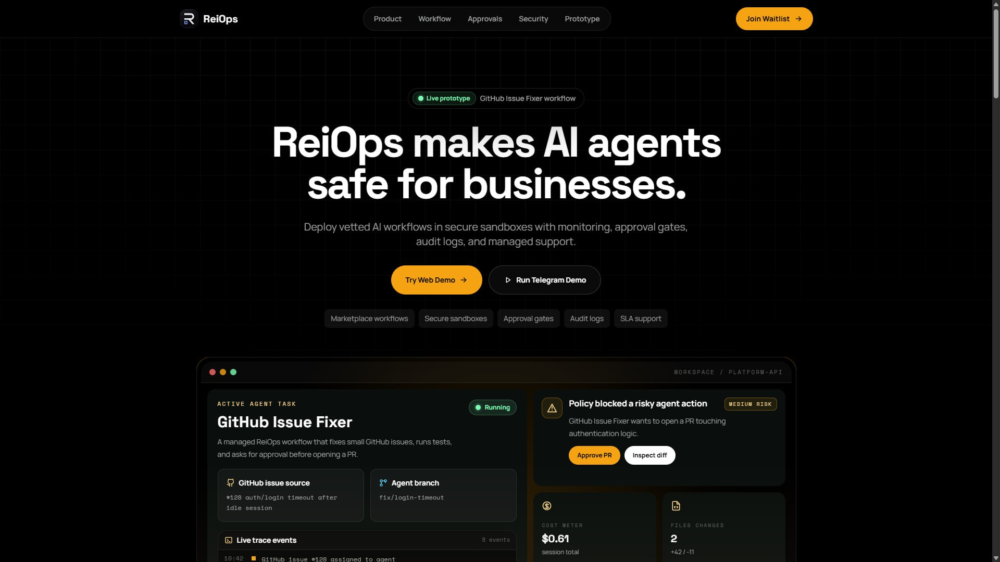 ReiOps
Product
Workflow
Approvals
Security
Prototype
Join Waitlist
Live prototype
GitHub Issue Fixer workflow
ReiOps makes AI agents
safe for businesses.
Deploy vetted AI workflows in secure sandboxes with monitoring, approval gates,
audit logs, and managed support.
Try Web Demo
Run Telegram Demo
Marketplace workflows
Secure sandboxes
Approval gates
Audit logs
SLA support
WORKSPACE / PLATFORM-API
ACTIVE AGENT TASK
Running
GitHub Issue Fixer
A managed ReiOps workflow that fixes small GitHub issues, runs tests,
and asks for approval before opening a PR.
GitHub issue source
#128 auth/login timeout after
idle session
Agent branch
fix/login-timeout
Live trace events
8 events
10:42
GitHub issue #128 assigned to agent
Policy blocked a risky agent action
MEDIUM RISK
GitHub Issue Fixer wants to open a PR touching
authentication logic.
Approve PR
Inspect diff
COST METER
$0.61
session total
FILES CHANGED
2
+42 / -11